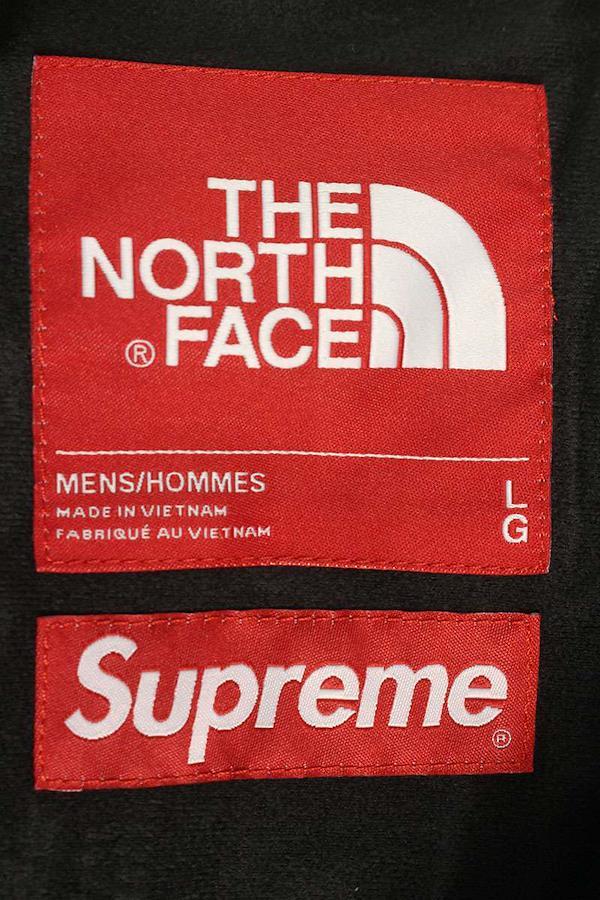 THE
NORTH
® FACE
MENS/HOMMES
MADE IN VIETNAM
FABRIQUÉ AU VIETNAM
L
G
Supreme
®